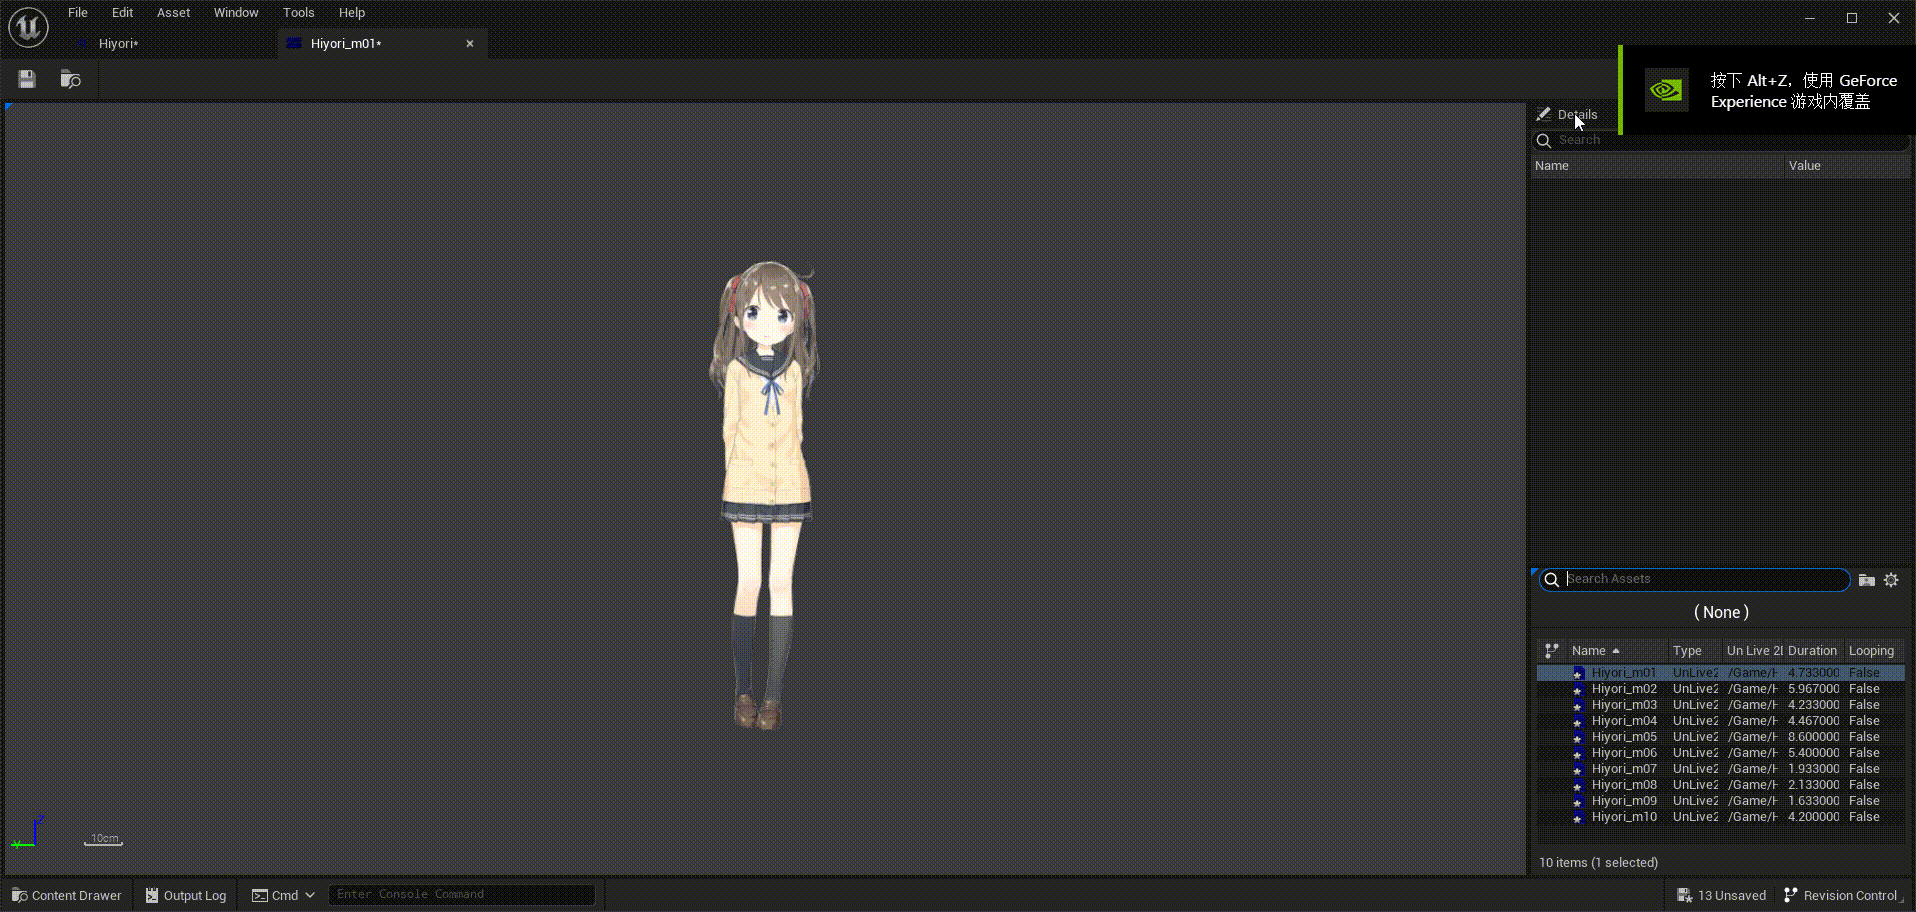 File Edit Asset Window Tools Help
Hiyori*
Hiyori_m01*
按下 Alt+Z, 使用 GeForce
Experience 游戏内覆盖
Details
Search
Name Value
Search Assets
( None )
Name Type Un Live 2I Duration Looping
Hiyori_m01 UnLive2 /Game/H 4.733000 False
Hiyori_m02 UnLive2 /Game/H 5.967000 False
Hiyori_m03 UnLive2 /Game/H 4.233000 False
Hiyori_m04 UnLive2 /Game/H 4.467000 False
Hiyori_m05 UnLive2 /Game/H 8.600000 False
Hiyori_m06 UnLive2 /Game/H 5.400000 False
Hiyori_m07 UnLive2 /Game/H 1.933000 False
Hiyori_m08 UnLive2 /Game/H 2.133000 False
Hiyori_m09 UnLive2 /Game/H 1.633000 False
Hiyori_m10 UnLive2 /Game/H 4.200000 False
Z
Y
10cm
10 items (1 selected)
Content Drawer Output Log Cmd Enter Console Command 13 Unsaved Revision Control